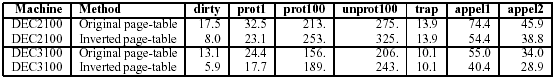 Machine Method dirty prot1 prot100 unprot100 trap appel1 appel2
DEC2100 Original page-table 17.5 32.5 213. 275. 13.9 74.4 45.9
DEC2100 Inverted page-table 8.0 23.1 253. 325. 13.9 54.4 38.8
DEC3100 Original page-table 13.1 24.4 156. 206. 10.1 55.0 34.0
DEC3100 Inverted page-table 5.9 17.7 189. 243. 10.1 40.4 28.9